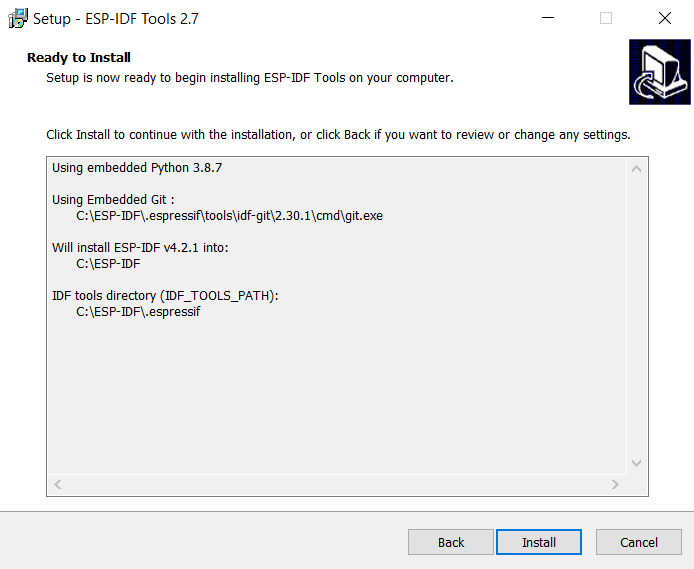 Setup - ESP-IDF Tools 2.7
Ready to Install
Setup is now ready to begin installing ESP-IDF Tools on your computer.
Click Install to continue with the installation, or click Back if you want to review or change any settings.
Using embedded Python 3.8.7
Using Embedded Git :
C:\ESP-IDF\.espressif\tools\idf-git\2.30.1\cmd\git.exe
Will install ESP-IDF v4.2.1 into:
C:\ESP-IDF
IDF tools directory (IDF_TOOLS_PATH):
C:\ESP-IDF\.espressif
Back
Install
Cancel